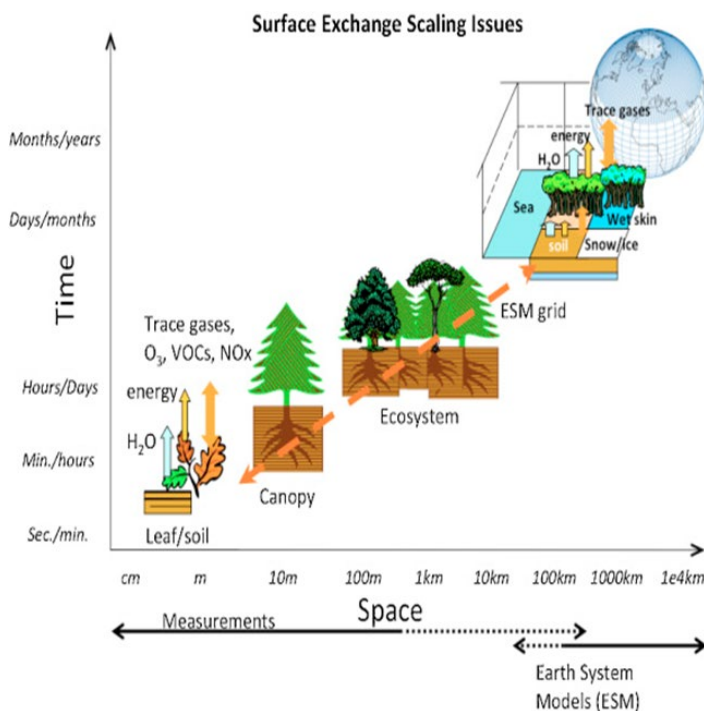 Surface Exchange Scaling Issues
Trace gases
energy
H₂O
Months/years
Days/months
Sea
Wet skin
soil
Snow/ice
Time
ESM grid
Trace gases,
O₃, VOCs, NOx
Hours/Days
energy
Ecosystem
H₂O
Min./hours
Canopy
Sec./min.
Leaf/soil
cm m 10m 100m 1km 10km 100km 1000km 1e4km
Space
Measurements
Earth System
Models (ESM)